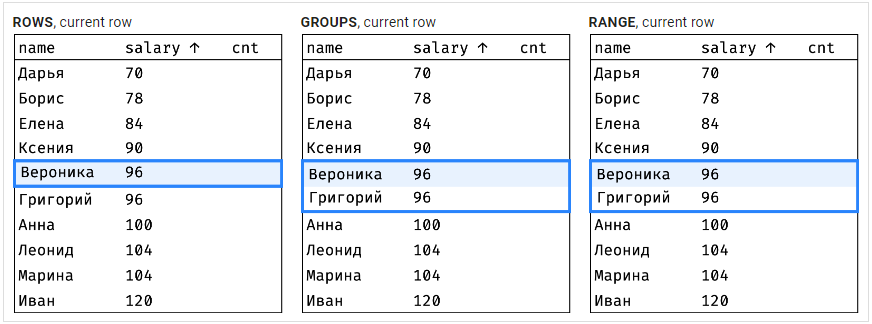 ROWS, current row
name salary ↑ cnt
Дарья 70
Борис 78
Елена 84
Ксения 90
Вероника 96
Григорий 96
Анна 100
Леонид 104
Марина 104
Иван 120
GROUPS, current row
name salary ↑ cnt
Дарья 70
Борис 78
Елена 84
Ксения 90
Вероника 96
Григорий 96
Анна 100
Леонид 104
Марина 104
Иван 120
RANGE, current row
name salary ↑ cnt
Дарья 70
Борис 78
Елена 84
Ксения 90
Вероника 96
Григорий 96
Анна 100
Леонид 104
Марина 104
Иван 120